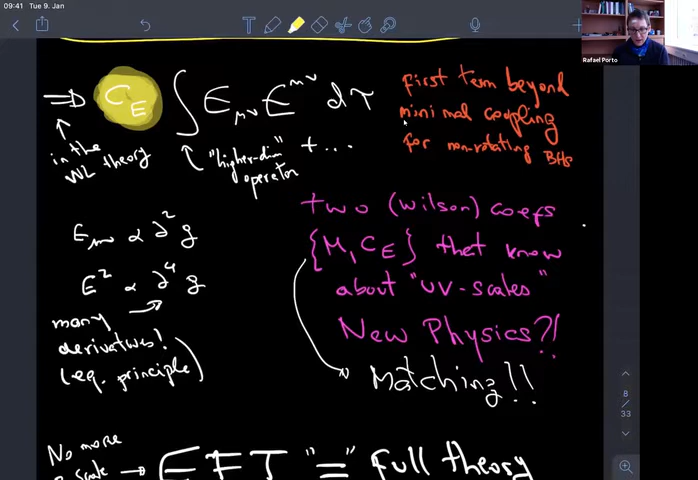 09:41 Tue 9. Jan
Rafael Porto
=> C_E ∫ E_μν E^μν dτ
first term beyond
minimal coupling
for non-rotating BHs
in the
WL theory
"higher-dim"
operator
+ ...
E_μν ∝ ∂² g
E² ∝ ∂⁴ g
many
derivatives!
(eq. principle)
two (Wilson) coefs
{M, C_E} that know
about "UV-scales"
New Physics?!
Matching!!
8
/
33
No more
scale → EFT "=" full theory